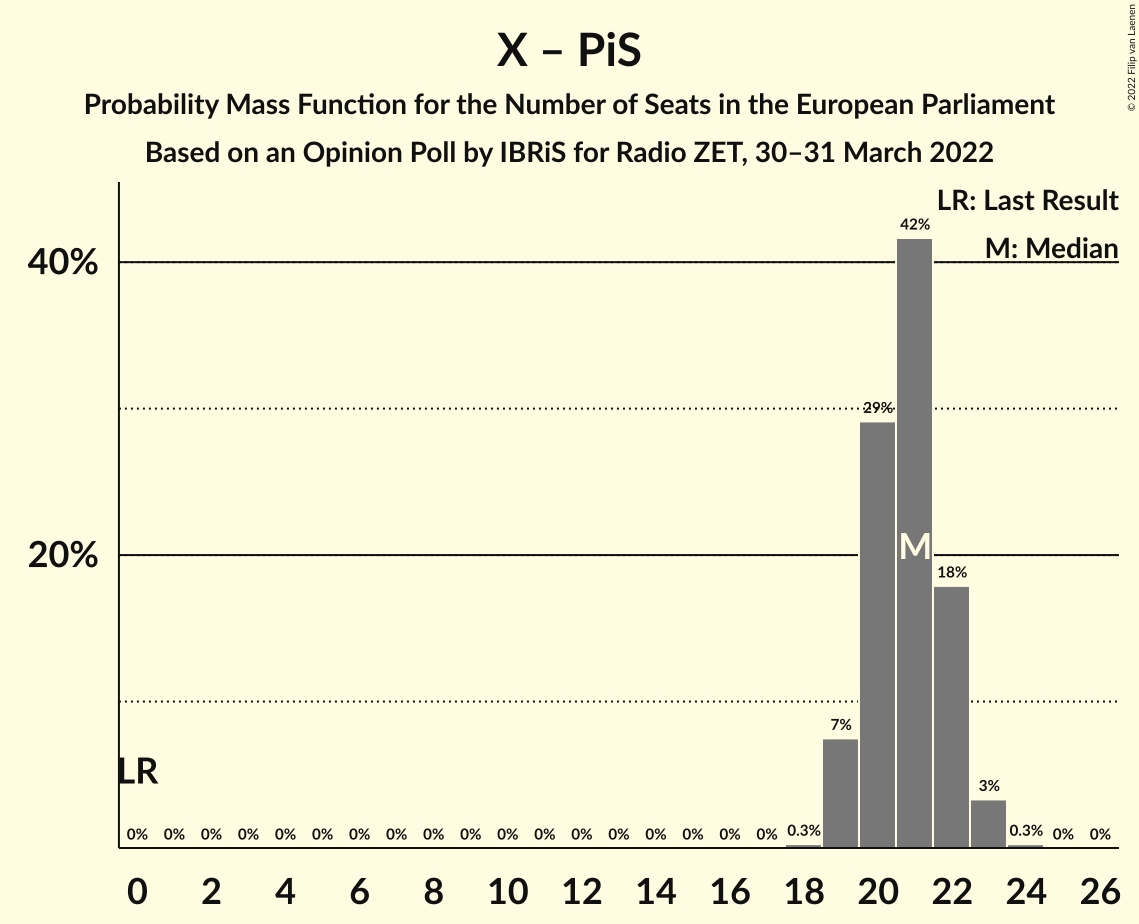 X – PiS
Probability Mass Function for the Number of Seats in the European Parliament
Based on an Opinion Poll by IBRiS for Radio ZET, 30–31 March 2022
© 2022 Filip van Laenen
LR: Last Result
M: Median
42%
40%
29%
20%
M
18%
7%
LR
3%
0% 0% 0% 0% 0% 0% 0% 0% 0% 0% 0% 0% 0% 0% 0% 0% 0% 0% 0.3% 0.3% 0% 0%
0 2 4 6 8 10 12 14 16 18 20 22 24 26